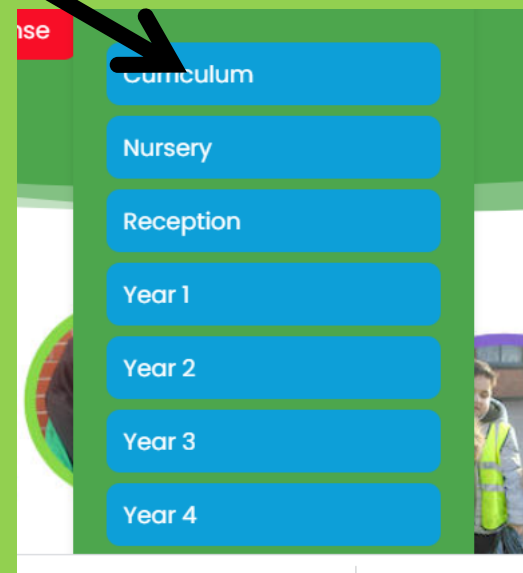 nse
Curriculum
Nursery
Reception
Year 1
Year 2
Year 3
Year 4